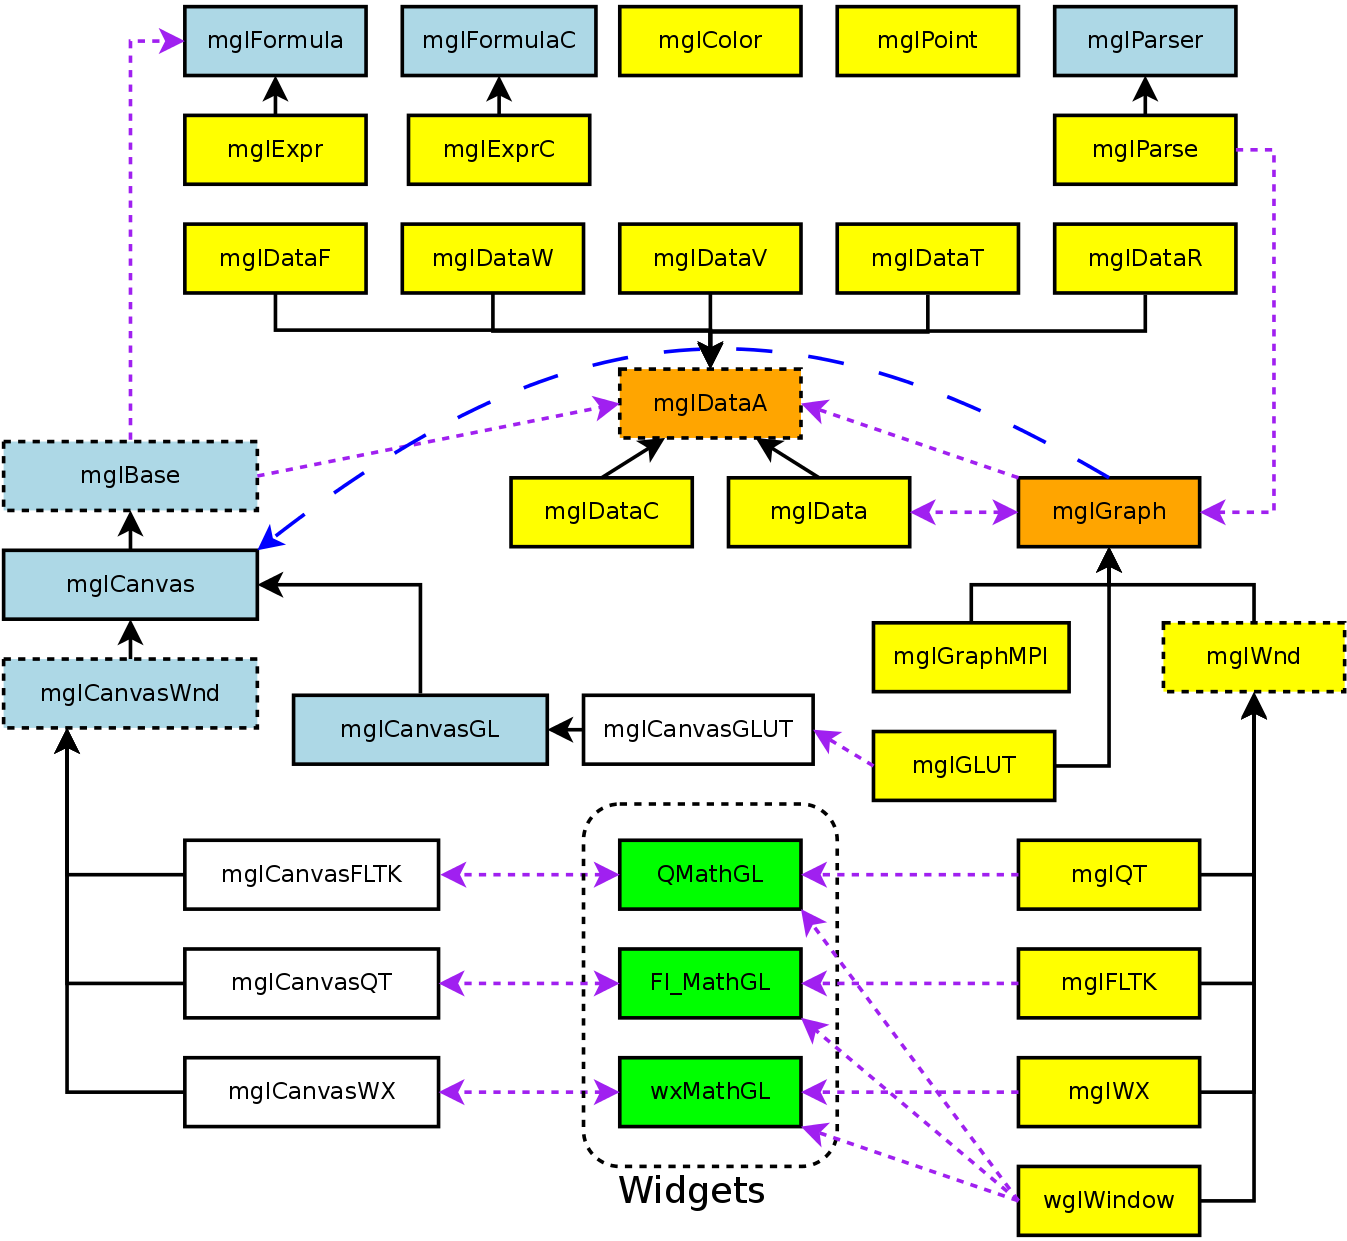 mglFormula
mglFormulaC
mglColor
mglPoint
mglParser
mglExpr
mglExprC
mglParse
mglDataF
mglDataW
mglDataV
mglDataT
mglDataR
mglDataA
mglBase
mglDataC
mglData
mglGraph
mglCanvas
mglGraphMPI
mglWnd
mglCanvasWnd
mglCanvasGL
mglCanvasGLUT
mglGLUT
mglCanvasFLTK
QMathGL
mglQT
mglCanvasQT
Fl_MathGL
mglFLTK
mglCanvasWX
wxMathGL
mglWX
Widgets
wglWindow